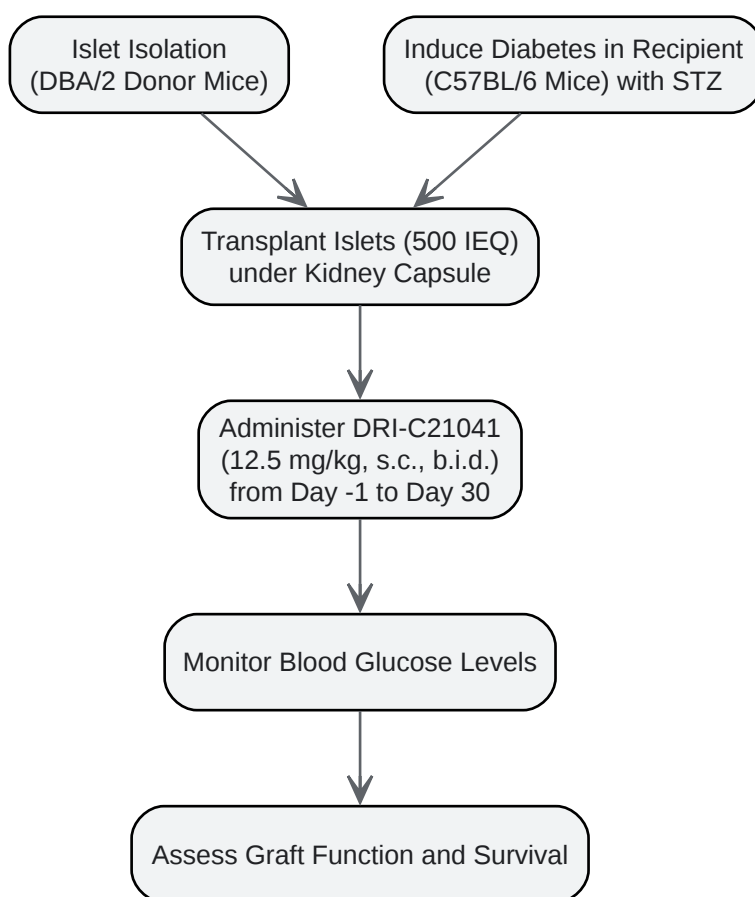 Islet Isolation
(DBA/2 Donor Mice)
Induce Diabetes in Recipient
(C57BL/6 Mice) with STZ
Transplant Islets (500 IEQ)
under Kidney Capsule
Administer DRI-C21041
(12.5 mg/kg, s.c., b.i.d.)
from Day -1 to Day 30
Monitor Blood Glucose Levels
Assess Graft Function and Survival